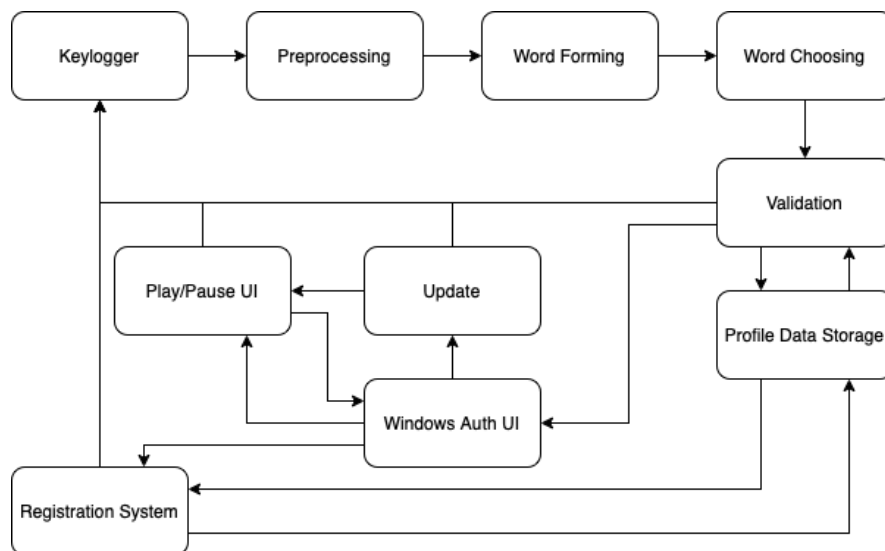 Keylogger
Preprocessing
Word Forming
Word Choosing
Validation
Play/Pause UI
Update
Profile Data Storage
Windows Auth UI
Registration System